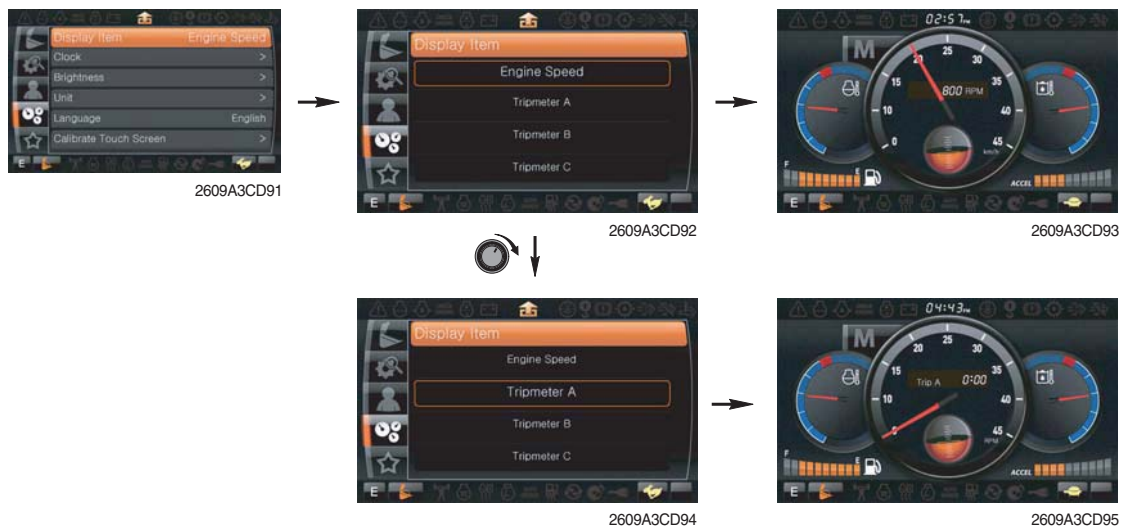 Display Item Engine Speed
Clock >
Brightness >
Unit >
Language English
Calibrate Touch Screen >
E
2609A3CD91
Display Item
Engine Speed
Tripmeter A
Tripmeter B
Tripmeter C
E
2609A3CD92
02:57
M
0
10
15
20
25
30
35
40
45
km/h
800 RPM
F
E
ACCEL
E
2609A3CD93
Display Item
Engine Speed
Tripmeter A
Tripmeter B
Tripmeter C
E
2609A3CD94
04:43
M
10
15
20
25
30
35
40
45
RPM
Trip A 0:00
F
E
ACCEL
E
2609A3CD95